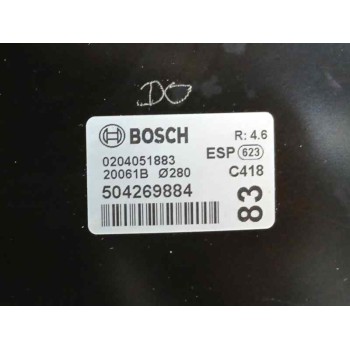 DO
BOSCH
R: 4.6
0204051883
ESP 623
20061B Ø280
C418
504269884
83